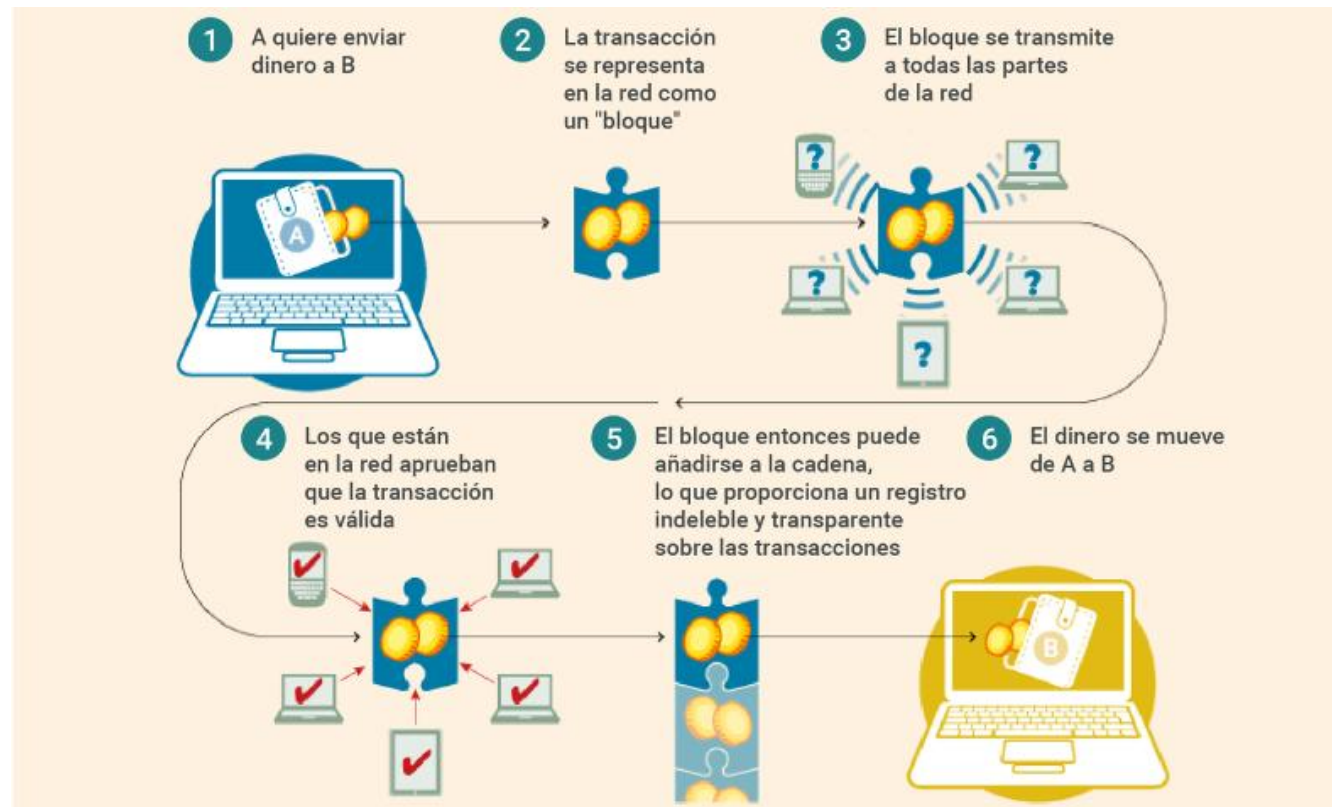 1
A quiere enviar
dinero a B
2
La transacción
se representa
en la red como
un "bloque"
3
El bloque se transmite
a todas las partes
de la red
?
?
?
?
?
A
4
Los que están
en la red aprueban
que la transacción
es válida
5
El bloque entonces puede
añadirse a la cadena,
lo que proporciona un registro
indeleble y transparente
sobre las transacciones
6
El dinero se mueve
de A a B
B